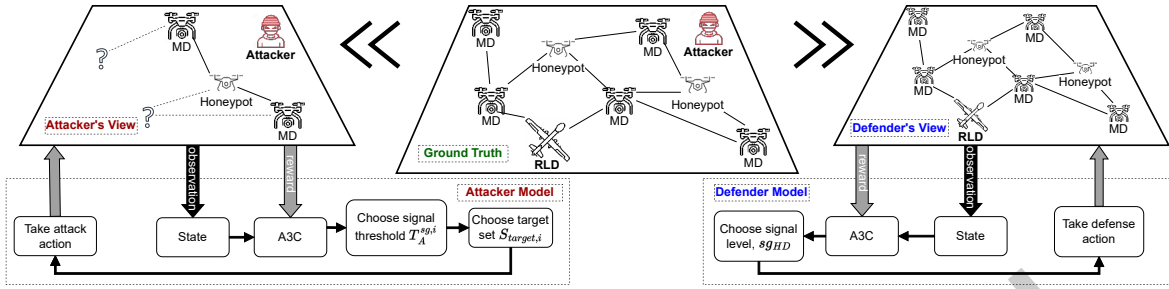 ?
MD
Attacker
Honeypot
?
MD
Attacker's View
MD
MD
Attacker
Honeypot
Honeypot
MD
MD
MD
RLD
Ground Truth
MD
MD
Honeypot
Honeypot
MD
MD
MD
RLD
Defender's View
observation
reward
Attacker Model
Take attack
action
State
A3C
Choose signal
threshold $T_A^{sg,i}$
Choose target
set $S_{target,i}$
reward
observation
Defender Model
Choose signal
level, $sg_{HD}$
A3C
State
Take defense
action